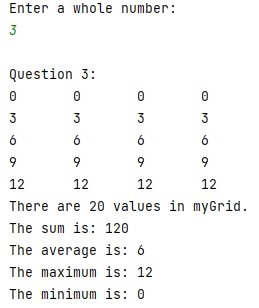 Enter a whole number:
3
Question 3:
0 0 0 0
3 3 3 3
6 6 6 6
9 9 9 9
12 12 12 12
There are 20 values in myGrid.
The sum is: 120
The average is: 6
The maximum is: 12
The minimum is: 0